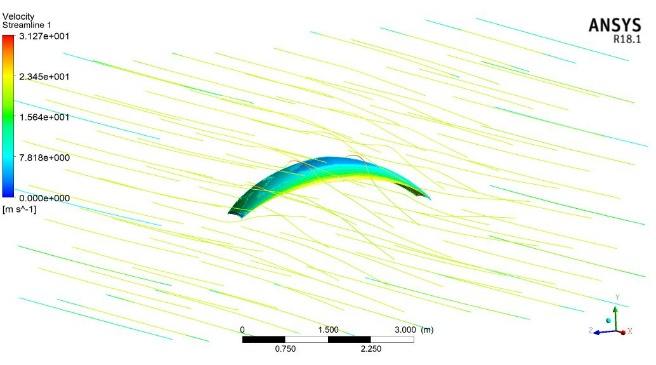 Velocity
Streamline 1
3.127e+001
2.345e+001
1.564e+001
7.818e+000
0.000e+000
[m s^-1]
ANSYS
R18.1
0 1.500 3.000 (m)
0.750 2.250
Y
Z X